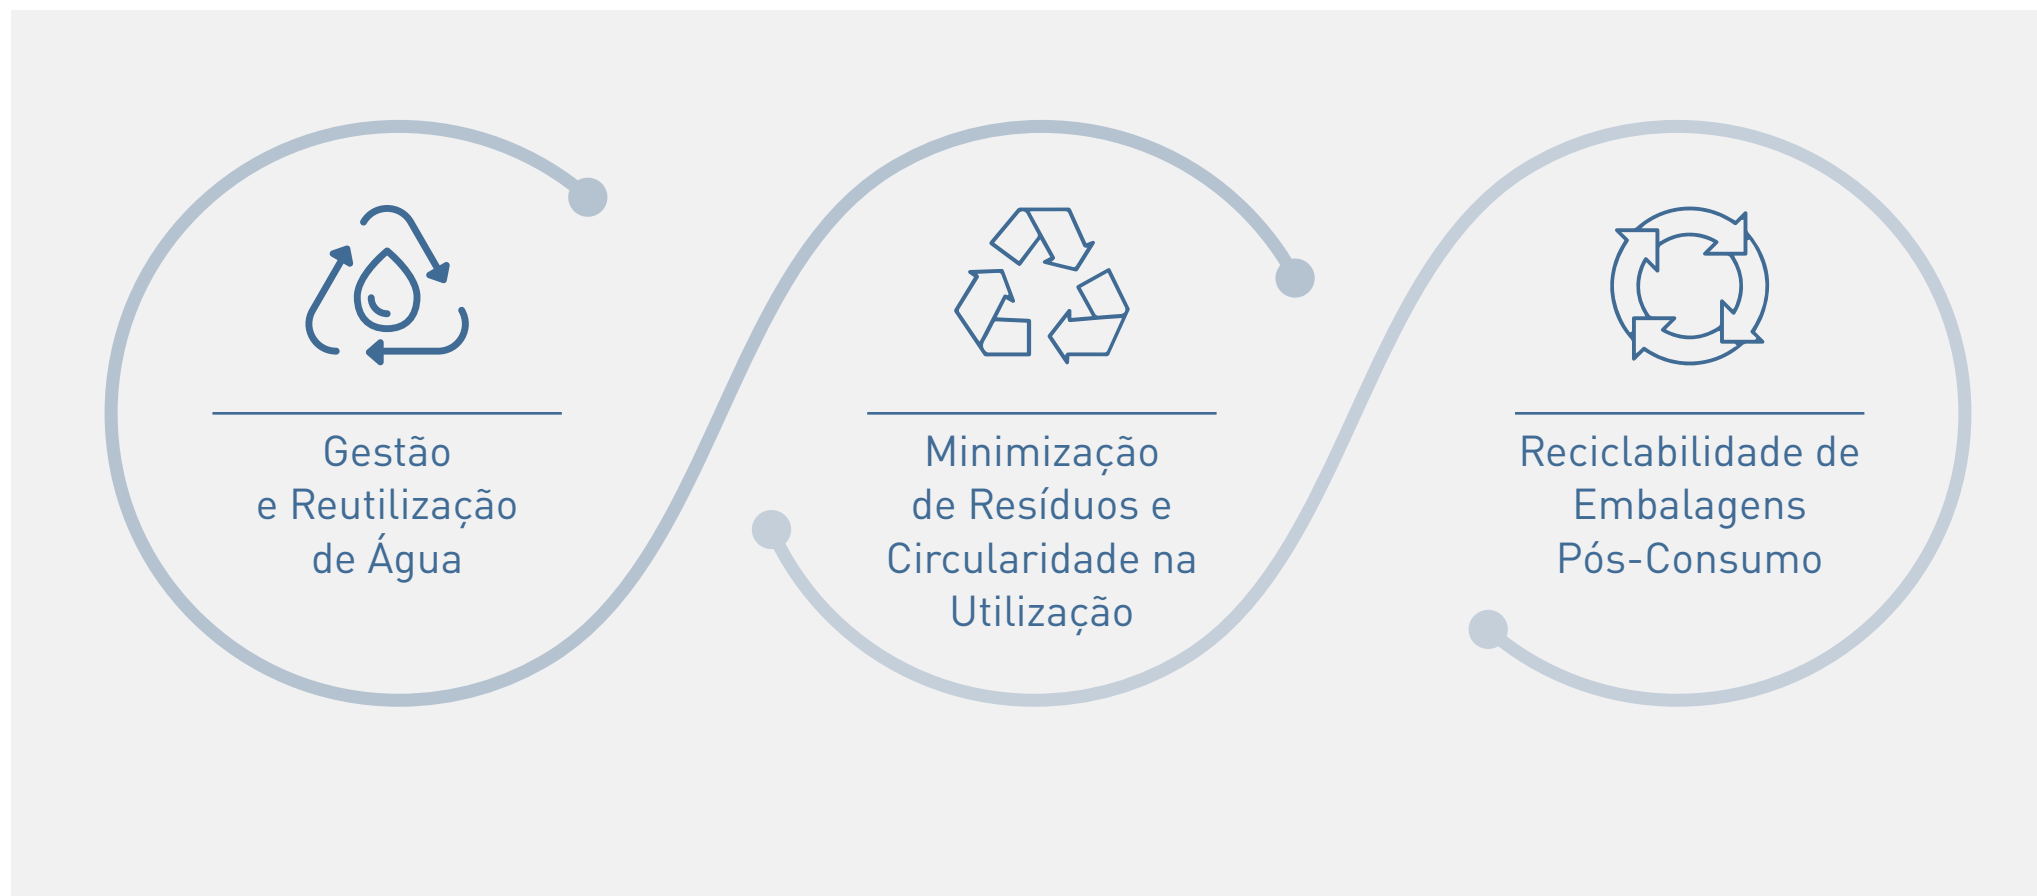 Gestão
e Reutilização
de Água
Minimização
de Resíduos e
Circularidade na
Utilização
Reciclabilidade de
Embalagens
Pós-Consumo